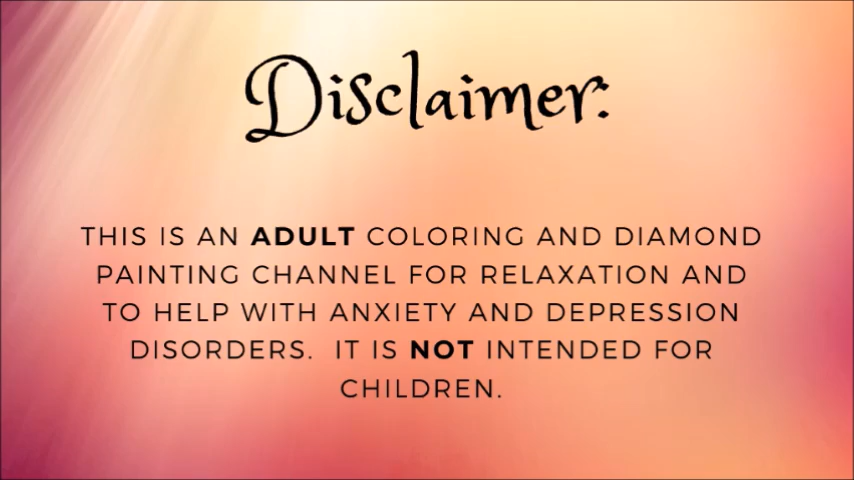 Disclaimer:
THIS IS AN ADULT COLORING AND DIAMOND
PAINTING CHANNEL FOR RELAXATION AND
TO HELP WITH ANXIETY AND DEPRESSION
DISORDERS.  IT IS NOT INTENDED FOR
CHILDREN.